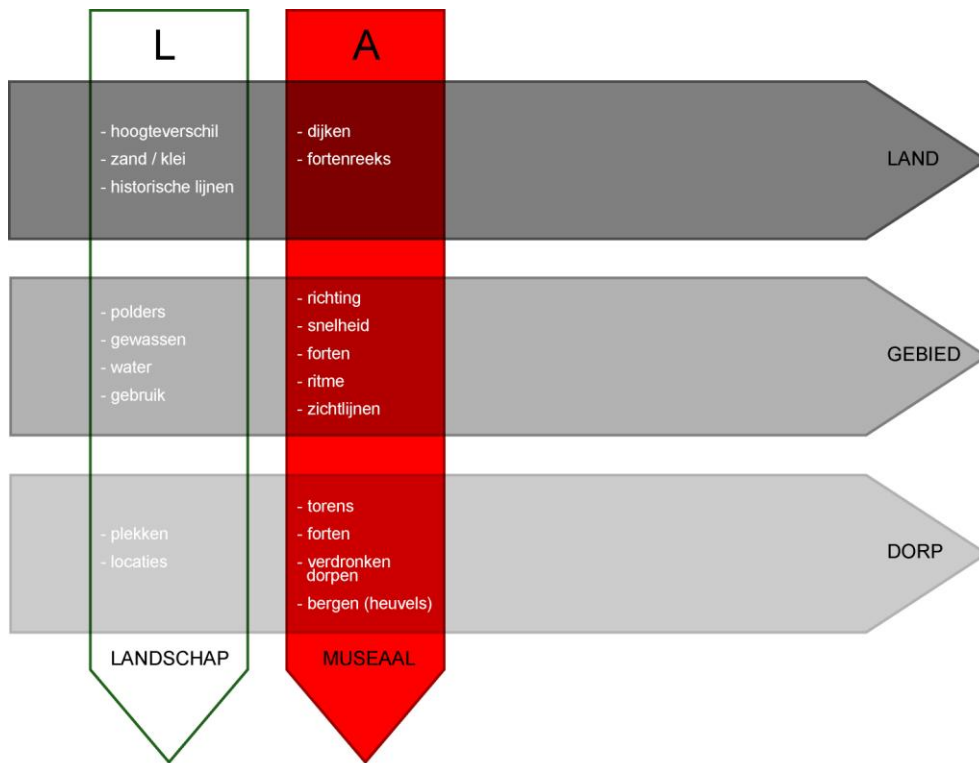 L
A
- hoogteverschil
- zand / klei
- historische lijnen
- dijken
- fortenreeks
LAND
- polders
- gewassen
- water
- gebruik
- richting
- snelheid
- forten
- ritme
- zichtlijnen
GEBIED
- plekken
- locaties
- torens
- forten
- verdronken
dorpen
- bergen (heuvels)
DORP
LANDSCHAP
MUSEAAL